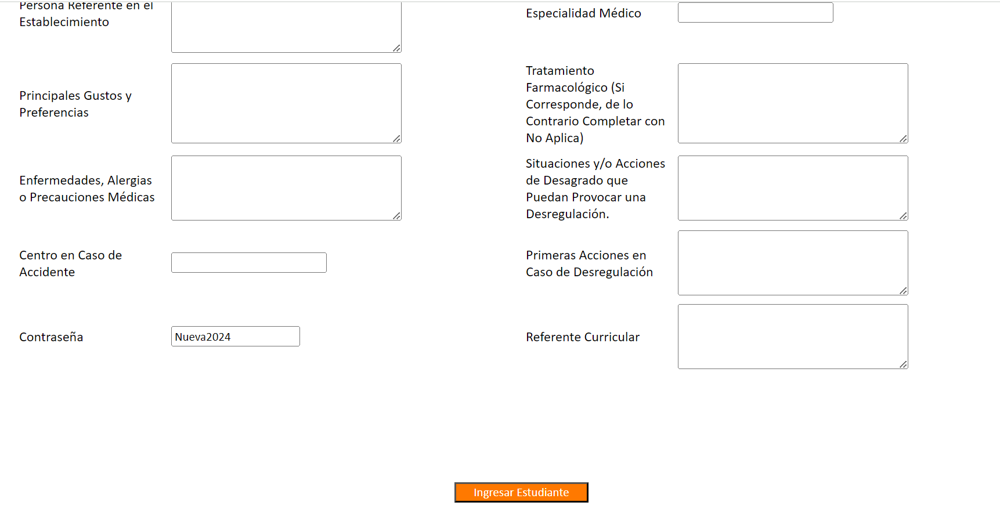 Persona Referente en el
Establecimiento
Especialidad Médico
Principales Gustos y
Preferencias
Tratamiento
Farmacológico (Si
Corresponde, de lo
Contrario Completar con
No Aplica)
Enfermedades, Alergias
o Precauciones Médicas
Situaciones y/o Acciones
de Desagrado que
Puedan Provocar una
Desregulación.
Centro en Caso de
Accidente
Primeras Acciones en
Caso de Desregulación
Contraseña
Nueva2024
Referente Curricular
Ingresar Estudiante